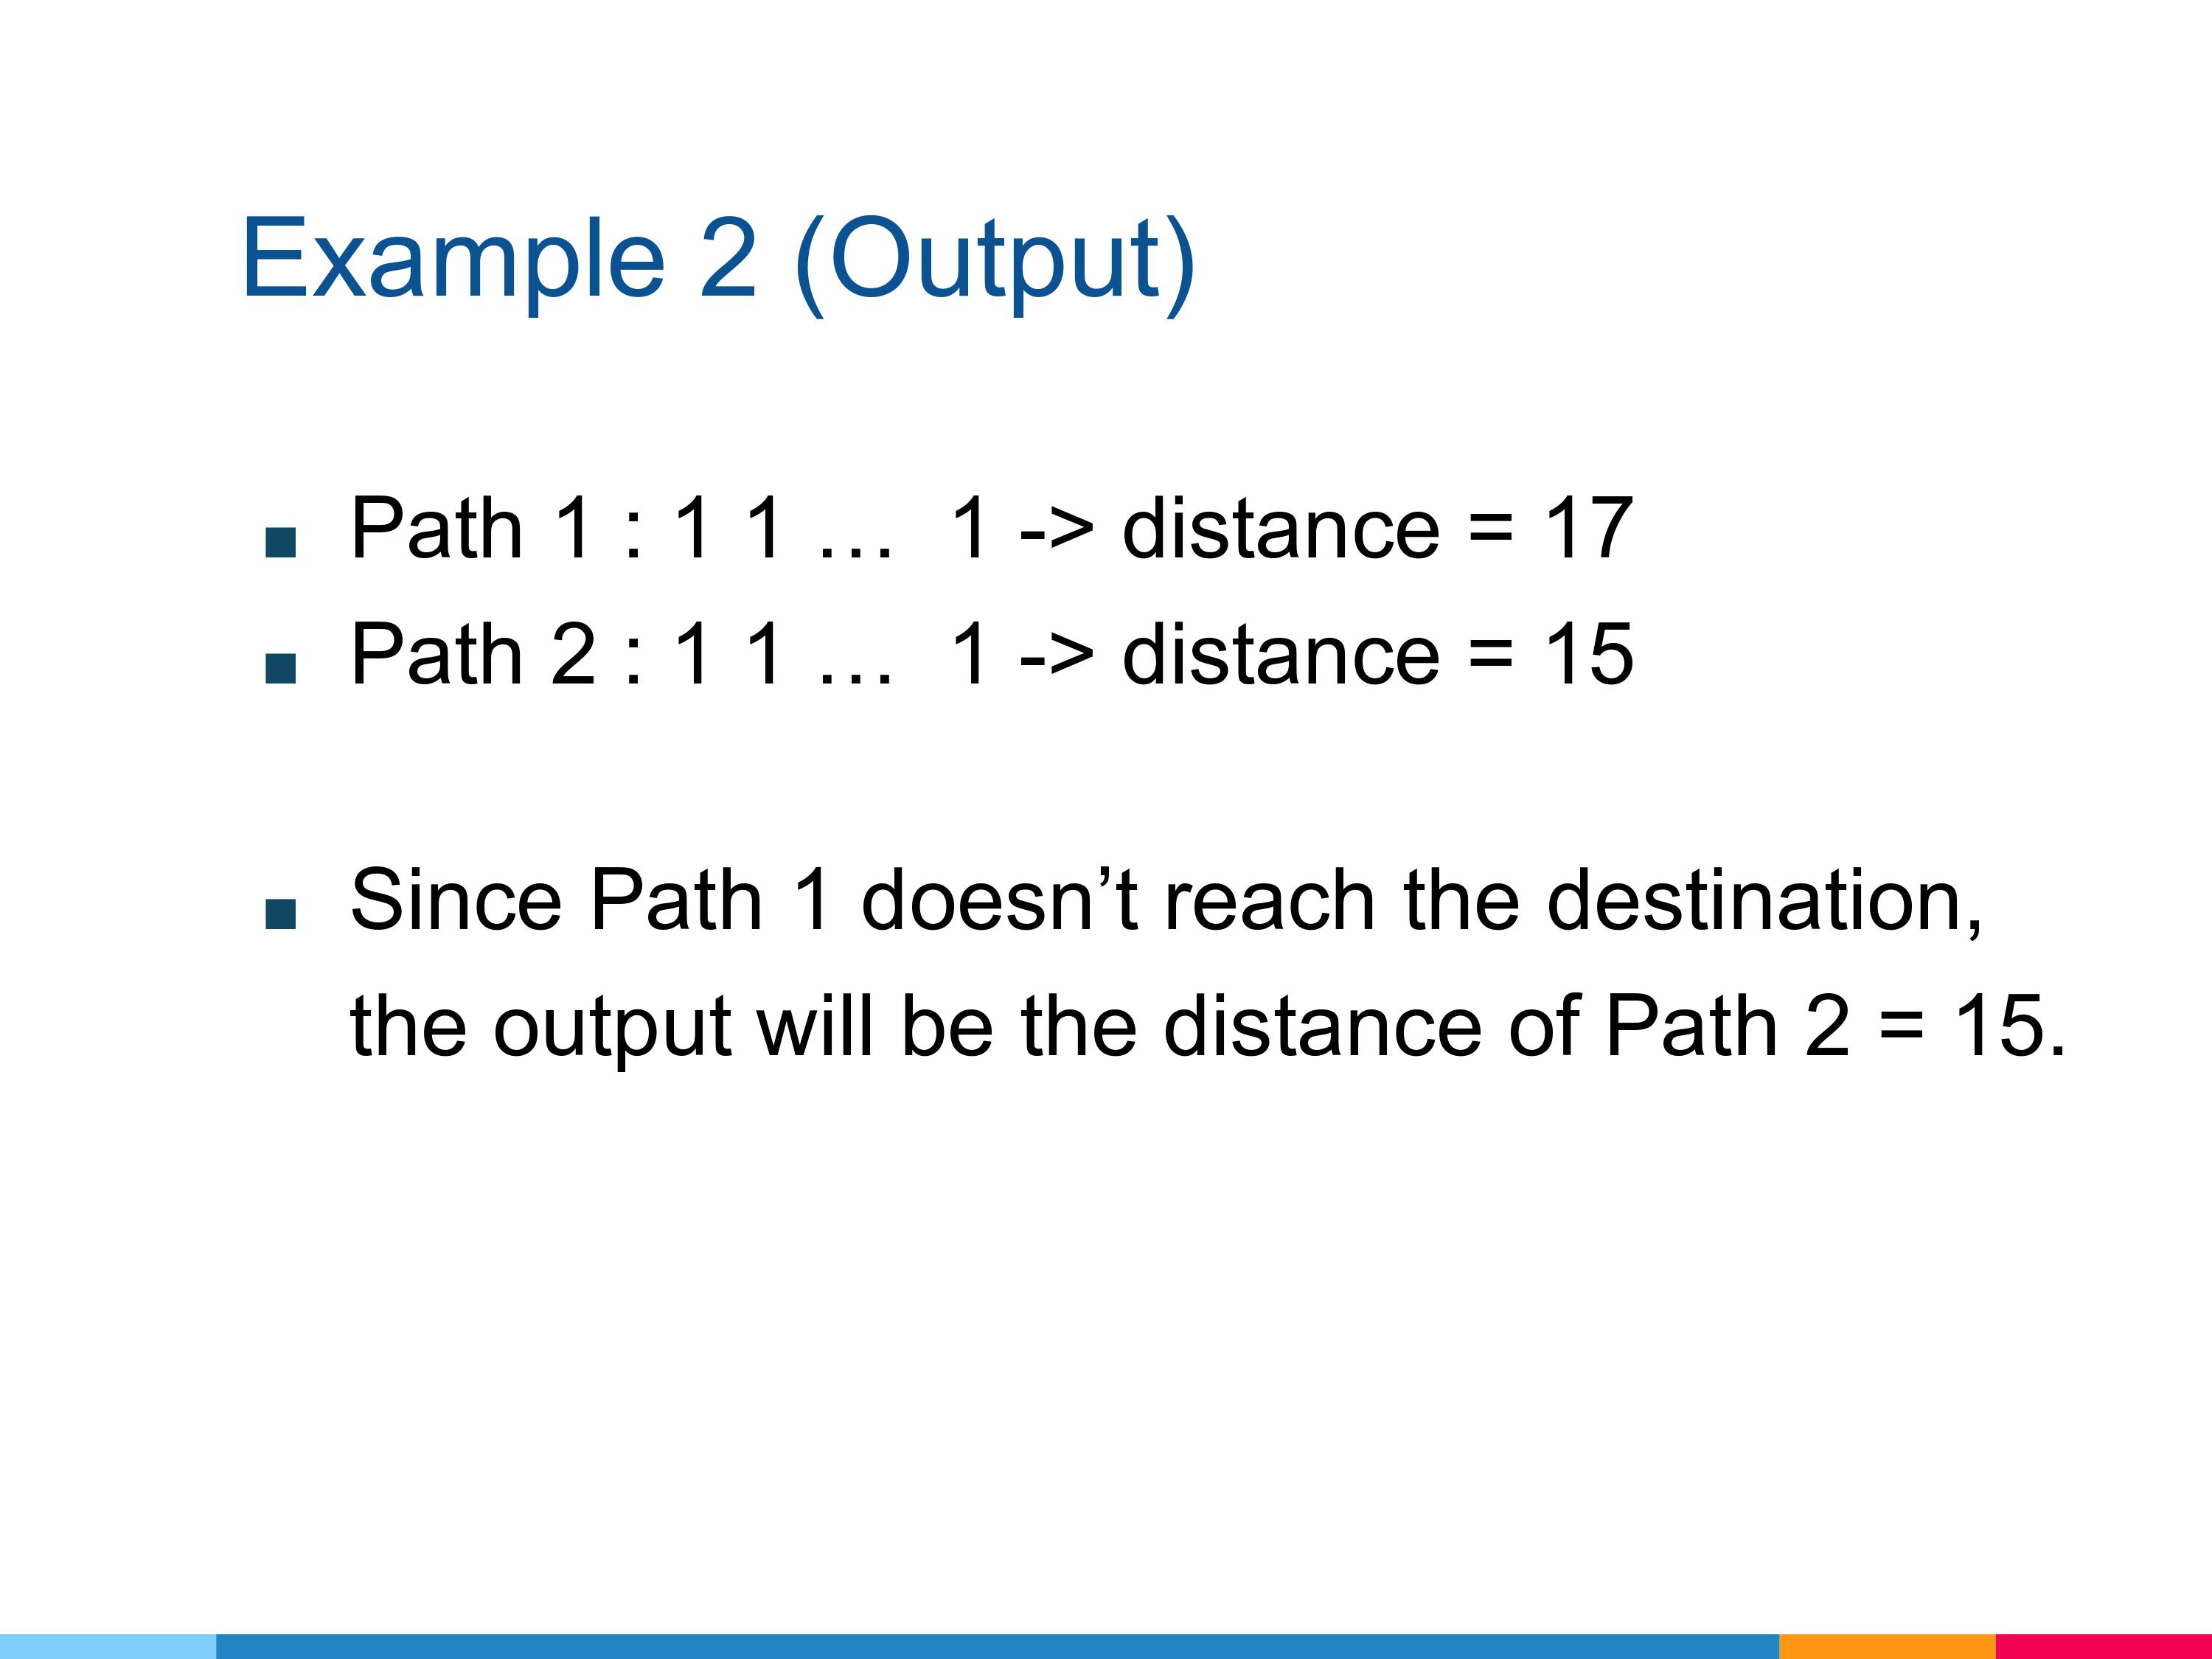 Example 2 (Output)
Path 1 : 1 1 … 1 -> distance = 17
Path 2 : 1 1 … 1 -> distance = 15
Since Path 1 doesn’t reach the destination,
the output will be the distance of Path 2 = 15.